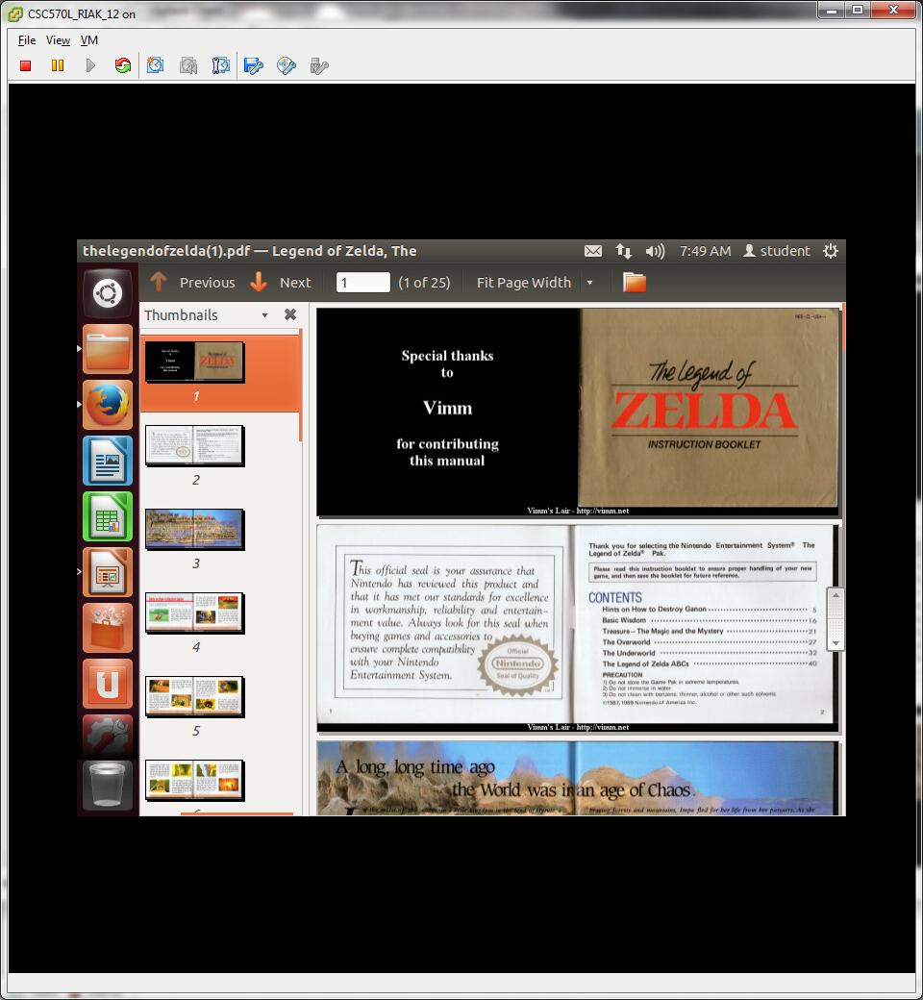 CSC570L_RIAK_12 on
File View VM
thelegendofzelda(1).pdf — Legend of Zelda, The
7:49 AM student
Previous Next 1 (1 of 25) Fit Page Width
Thumbnails
1
2
3
4
5
Special thanks
to
Vimm
for contributing
this manual
NES-ZL-USA-1
The Legend of
ZELDA
INSTRUCTION BOOKLET
Vimm's Lair - http://vimm.net
This official seal is your assurance that
Nintendo has reviewed this product and
that it has met our standards for excellence
in workmanship, reliability and entertain-
ment value. Always look for this seal when
buying games and accessories to
ensure complete compatibility
with your Nintendo
Entertainment System.
Official
Nintendo
Seal of Quality
TM
1
Thank you for selecting the Nintendo Entertainment System® The
Legend of Zelda® Pak.
Please read this instruction booklet to ensure proper handling of your new
game, and then save the booklet for future reference.
CONTENTS
Hints on How to Destroy Ganon 5
Basic Wisdom 16
Treasure—The Magic and the Mystery 21
The Overworld 27
The Underworld 32
The Legend of Zelda ABCs 40
PRECAUTION
1) Do not store the Game Pak in extreme temperatures.
2) Do not immerse in water.
3) Do not clean with benzene, thinner, alcohol or other such solvents.
©1987, 1989 Nintendo of America Inc.
2
Vimm's Lair - http://vimm.net
A long, long time ago
the World was in an age of Chaos.